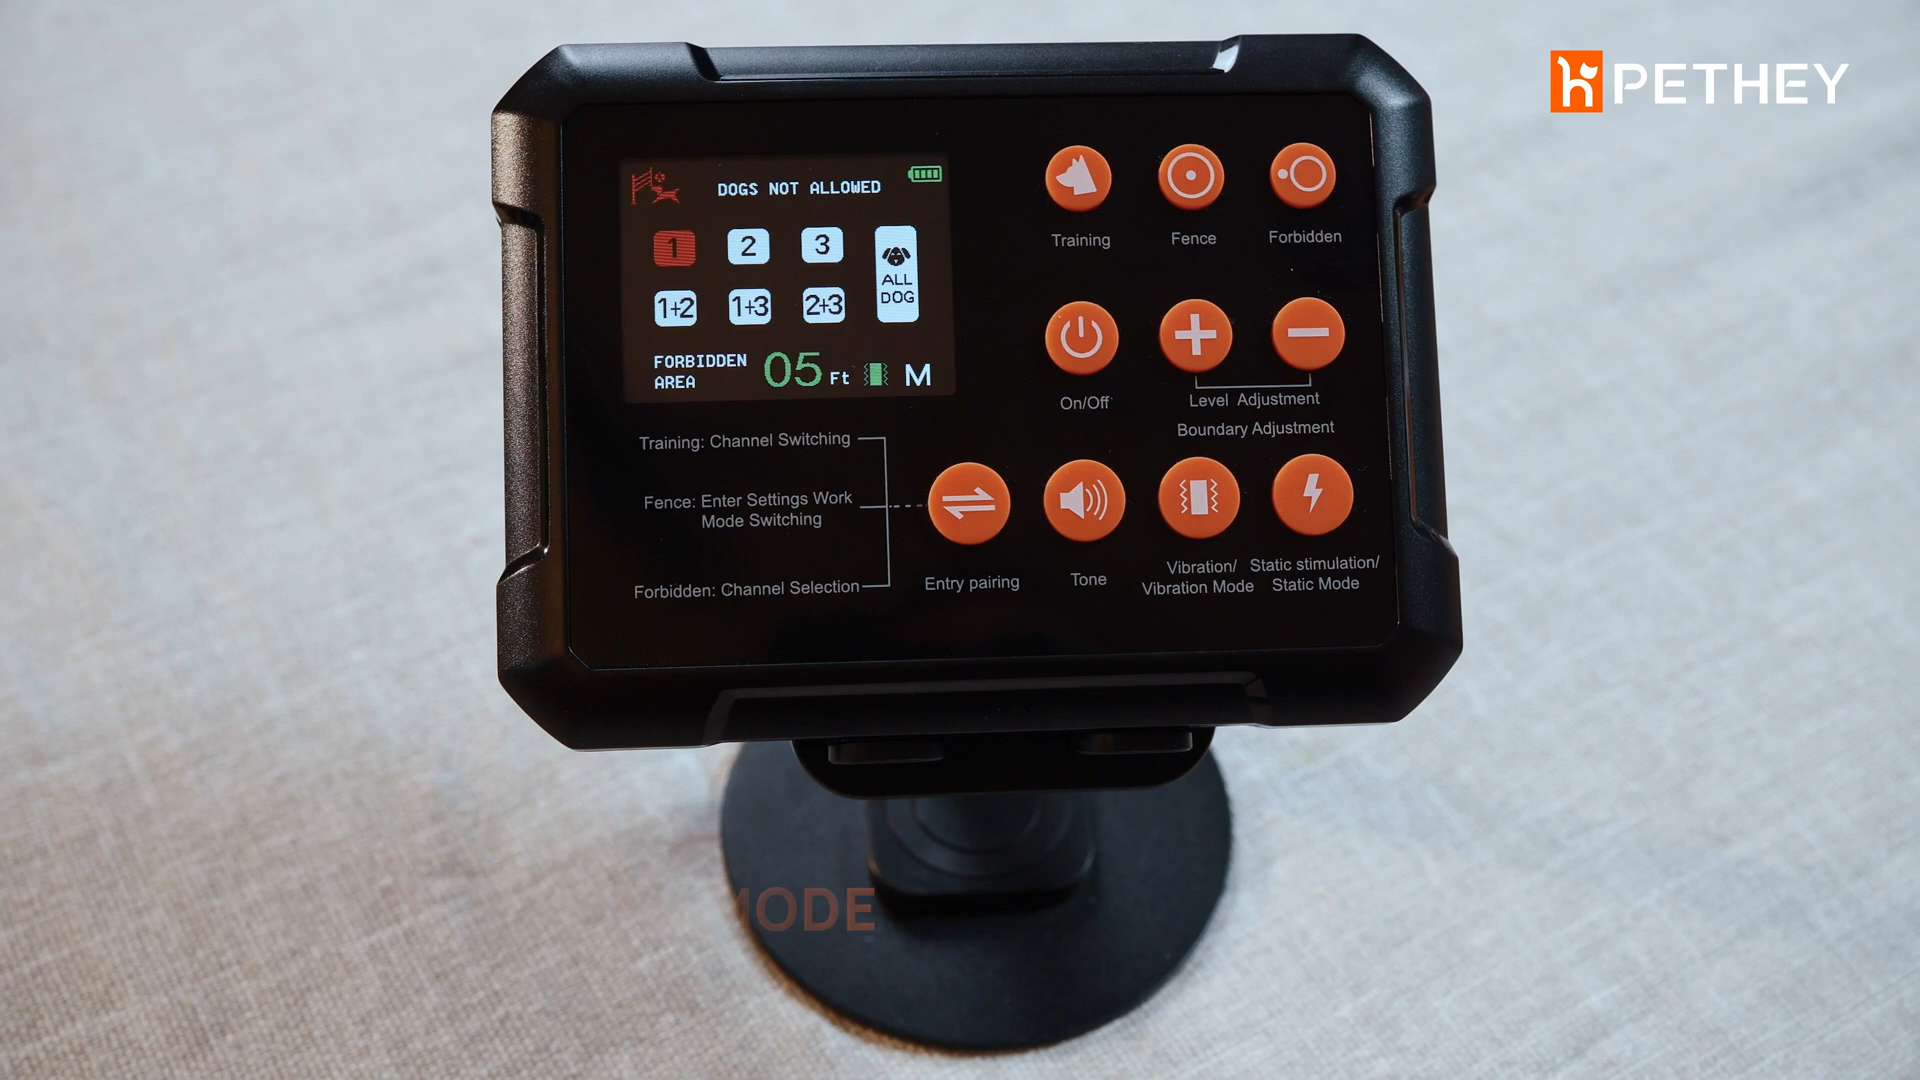 PETHEY
DOGS NOT ALLOWED
1 2 3
ALL
DOG
1+2 1+3 2+3
FORBIDDEN
AREA
05 Ft M
Training Fence Forbidden
On/Off
Level Adjustment
Boundary Adjustment
Training: Channel Switching
Fence: Enter Settings Work
Mode Switching
Forbidden: Channel Selection
Entry pairing
Tone
Vibration/
Vibration Mode
Static stimulation/
Static Mode
MODE